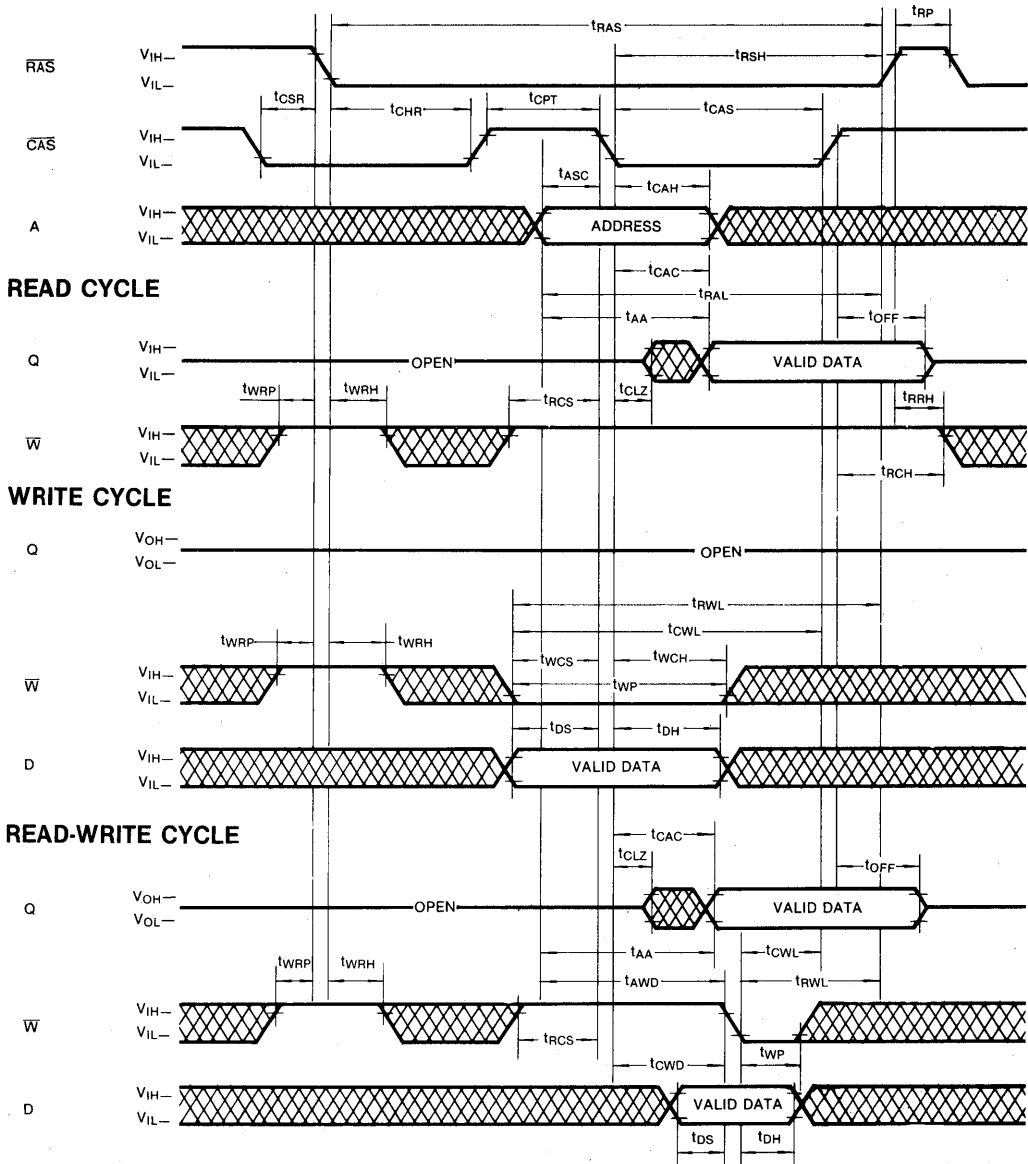 tRAS
tRP
RAS
VIH—
VIL—
tRSH
tCSR
tCHR
tCPT
tCAS
CAS
VIH—
VIL—
tASC
tCAH
A
VIH—
VIL—
ADDRESS
tCAC
READ CYCLE
tRAL
tAA
tOFF
Q
VIH—
VIL—
OPEN
VALID DATA
tWRP
tWRH
tRCS
tCLZ
tRRH
W
VIH—
VIL—
tRCH
WRITE CYCLE
Q
VOH—
VOL—
OPEN
tRWL
tCWL
tWRP
tWRH
tWCS
tWCH
W
VIH—
VIL—
tWP
tDS
tDH
D
VIH—
VIL—
VALID DATA
READ-WRITE CYCLE
tCAC
tCLZ
tOFF
Q
VOH—
VOL—
OPEN
VALID DATA
tCWL
tWRP
tWRH
tAA
tAWD
tRWL
W
VIH—
VIL—
tRCS
tWP
tCWD
D
VIH—
VIL—
VALID DATA
tDS
tDH